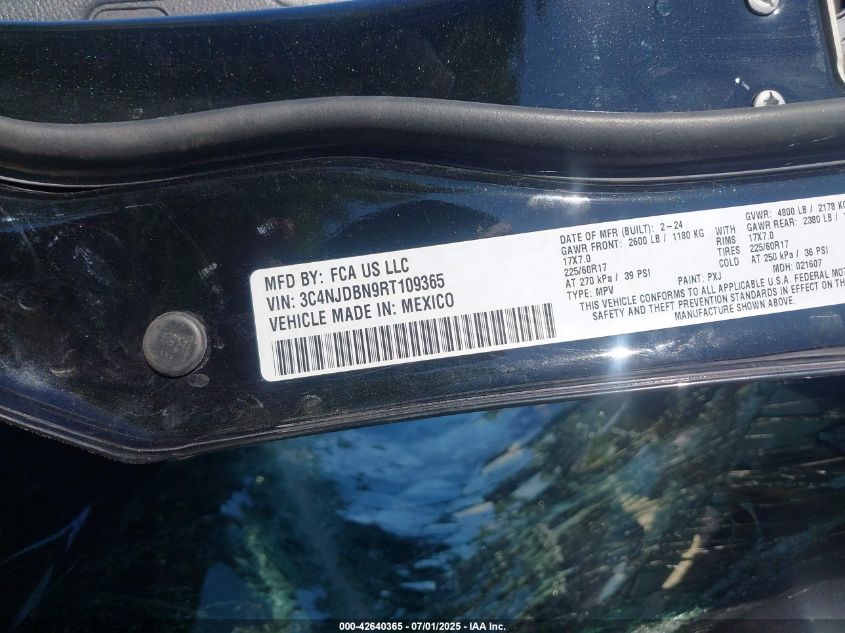 MFD BY: FCA US LLC
VIN: 3C4NJDBN9RT109365
VEHICLE MADE IN: MEXICO
DATE OF MFR (BUILT): 2-24
GVWR: 4800 LB / 2178 KG
GAWR FRONT: 2600 LB / 1180 KG WITH GAWR REAR: 2380 LB /
17X7.0 RIMS 17X7.0
225/60R17 TIRES 225/60R17
AT 270 kPa / 39 PSI COLD AT 250 kPa / 36 PSI
TYPE: MPV PAINT: PXJ MDH: 021607
THIS VEHICLE CONFORMS TO ALL APPLICABLE U.S.A. FEDERAL MOTOR
SAFETY AND THEFT PREVENTION STANDARDS IN EFFECT ON THE DATE OF
MANUFACTURE SHOWN ABOVE.
000-42640365 - 07/01/2025 - IAA Inc.